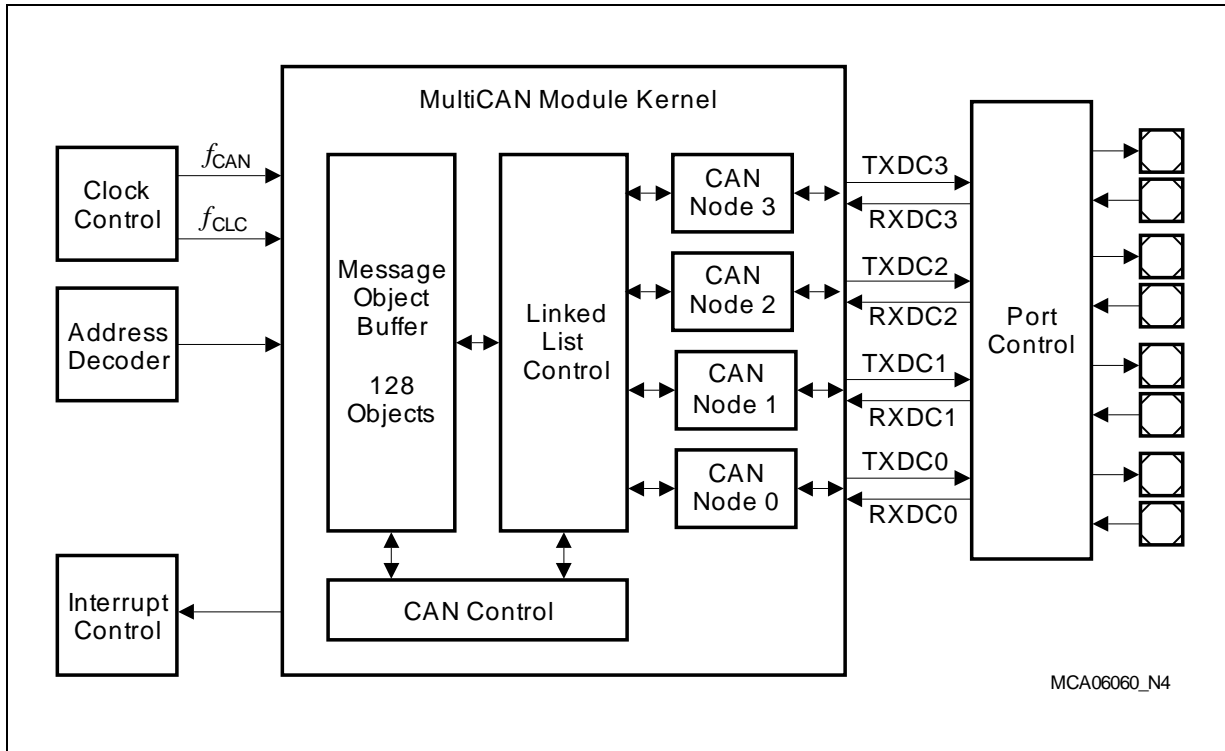 MultiCAN Module Kernel
Clock
Control
fCAN
fCLC
Address
Decoder
Interrupt
Control
Message
Object
Buffer
128
Objects
Linked
List
Control
CAN Control
CAN
Node 3
CAN
Node 2
CAN
Node 1
CAN
Node 0
TXDC3
RXDC3
TXDC2
RXDC2
TXDC1
RXDC1
TXDC0
RXDC0
Port
Control
MCA06060_N4